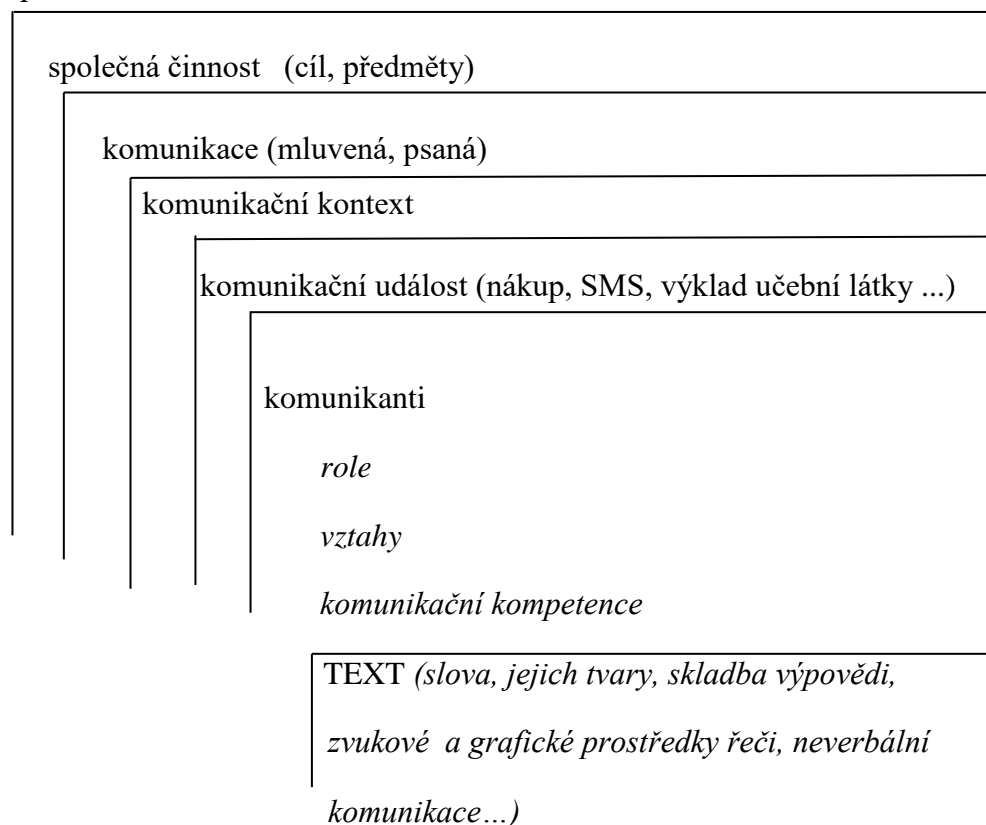 společná činnost (cíl, předměty)
komunikace (mluvená, psaná)
komunikační kontext
komunikační událost (nákup, SMS, výklad učební látky ...)
komunikanti
role
vztahy
komunikační kompetence
TEXT (slova, jejich tvary, skladba výpovědi,
zvukové a grafické prostředky řeči, neverbální
komunikace…)